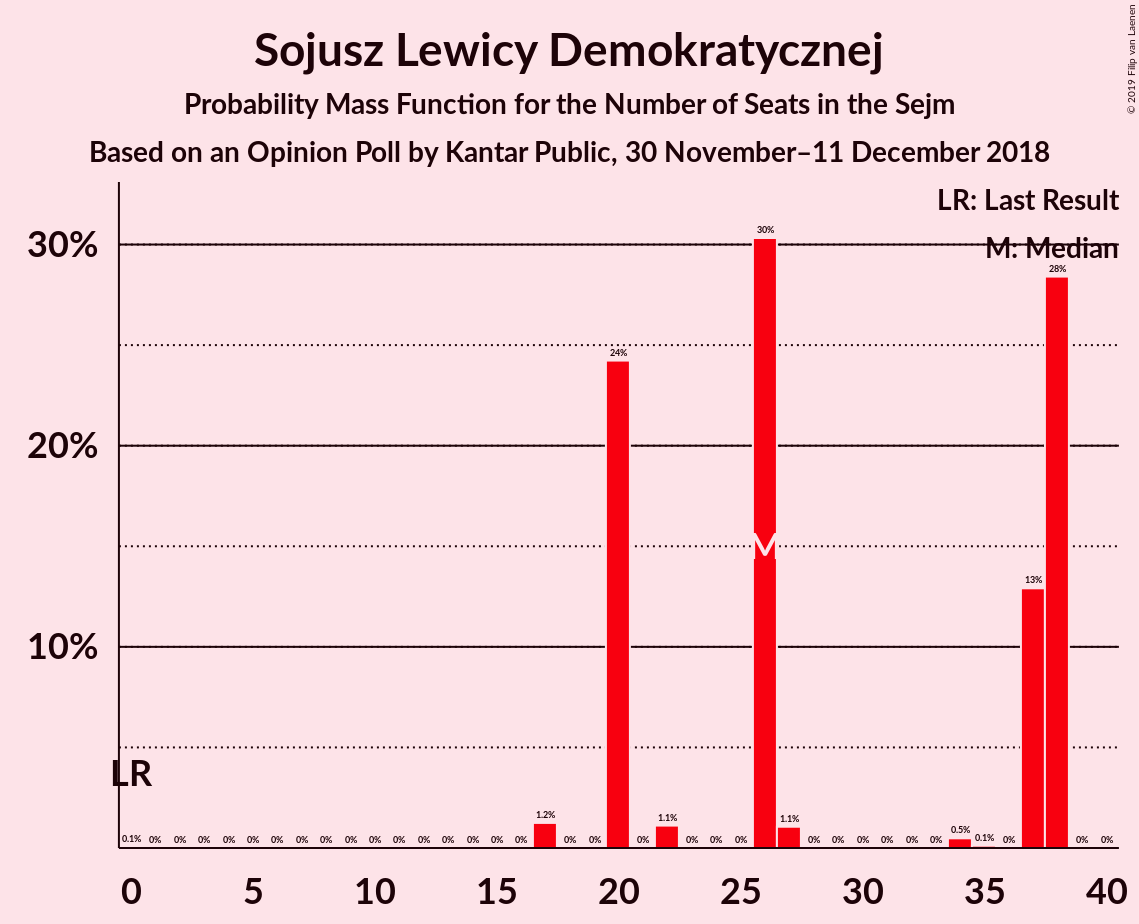 Sojusz Lewicy Demokratycznej
Probability Mass Function for the Number of Seats in the Sejm
Based on an Opinion Poll by Kantar Public, 30 November–11 December 2018
© 2019 Filip van Laenen
LR: Last Result
M: Median
30%
20%
10%
LR
M
0.1% 0% 0% 0% 0% 0% 0% 0% 0% 0% 0% 0% 0% 0% 0% 0% 0% 1.2% 0% 0% 24% 0% 1.1% 0% 0% 0% 30% 1.1% 0% 0% 0% 0% 0% 0% 0.5% 0.1% 0% 13% 28% 0% 0%
0 5 10 15 20 25 30 35 40